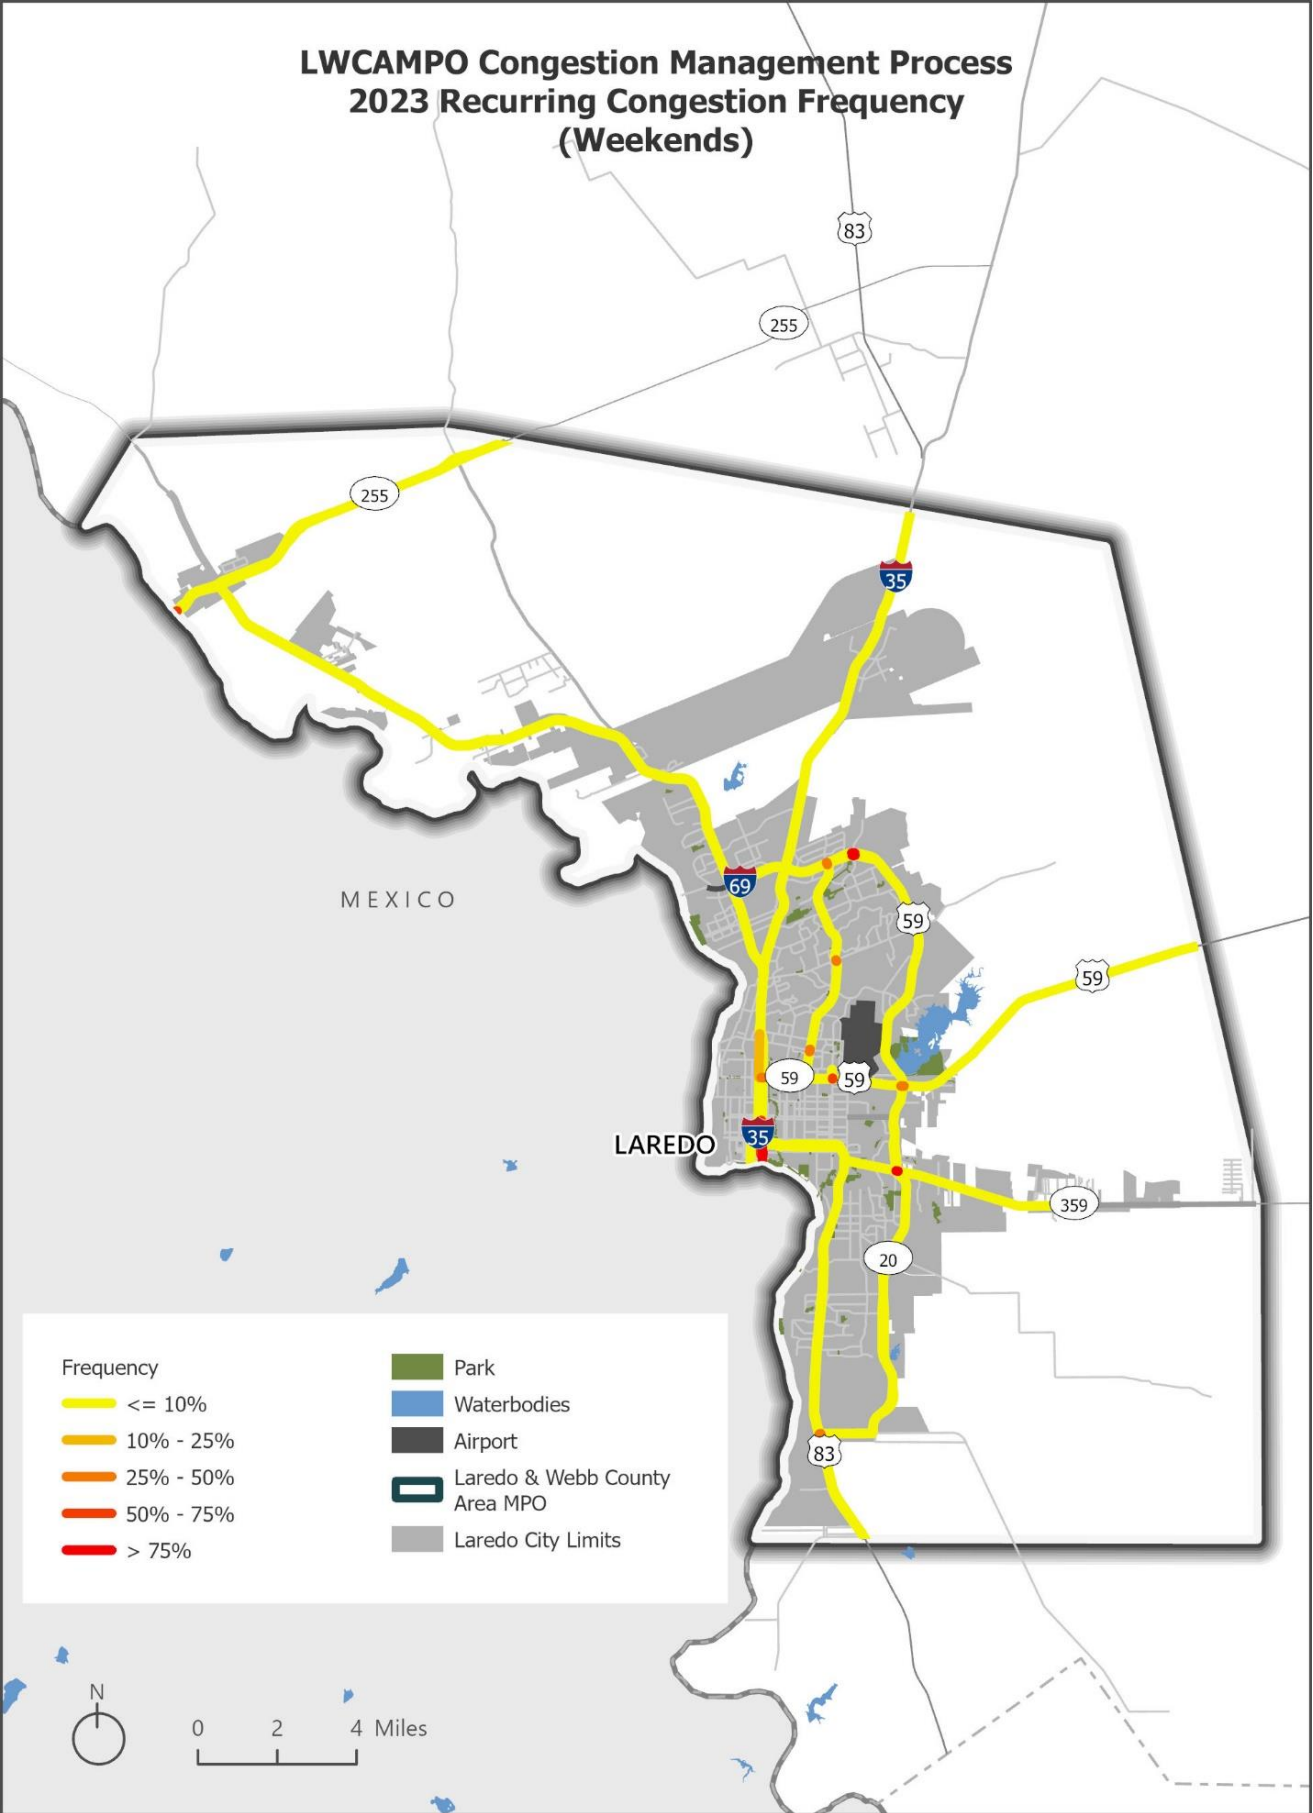 LWCAMPO Congestion Management Process
2023 Recurring Congestion Frequency
(Weekends)
83
255
255
35
69
59
59
MEXICO
59
59
35
LAREDO
359
20
83
Frequency
<= 10%
10% - 25%
25% - 50%
50% - 75%
> 75%
Park
Waterbodies
Airport
Laredo & Webb County
Area MPO
Laredo City Limits
N
0 2 4 Miles